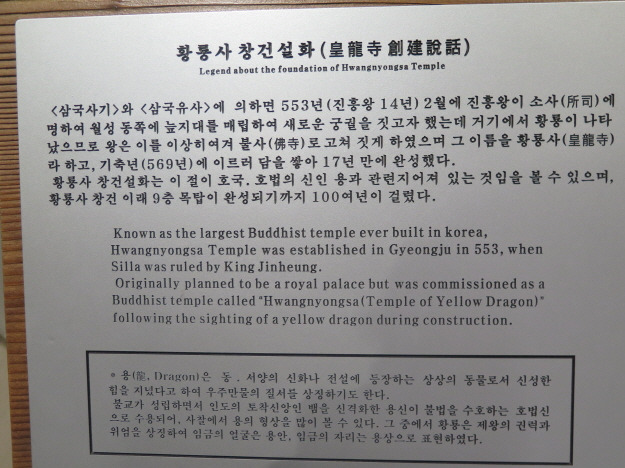 황룡사 창건설화(皇龍寺 創建說話)
Legend about the foundation of Hwangnyongsa Temple
<삼국사기>와 <삼국유사>에 의하면 553년(진흥왕 14년) 2월에 진흥왕이 소사(所司)에
명하여 월성 동쪽에 늪지대를 매립하여 새로운 궁궐을 짓고자 했는데 거기에서 황룡이 나타
났으므로 왕은 이를 이상히여겨 불사(佛寺)로 고쳐 짓게 하였으며 그 이름을 황룡사(皇龍寺)
라 하고, 기축년(569년)에 이르러 담을 쌓아 17년 만에 완성했다.
황룡사 창건설화는 이 절이 호국.호법의 신인 용과 관련지어져 있는 것임을 볼 수 있으며,
황룡사 창건 이래 9층 목탑이 완성되기까지 100여년이 걸렸다.
Known as the largest Buddhist temple ever built in korea,
Hwangnyongsa Temple was established in Gyeongju in 553, when
Silla was ruled by King Jinheung.
Originally planned to be a royal palace but was commissioned as a
Buddhist temple called "Hwangnyongsa(Temple of Yellow Dragon)"
following the sighting of a yellow dragon during construction.
* 용(龍, Dragon)은 동.서양의 신화나 전설에 등장하는 상상의 동물로서 신성한
힘을 지녔다고 하여 우주만물의 질서를 상징하기도 한다.
불교가 성립하면서 인도의 토착신앙인 뱀을 신격화한 용신이 불법을 수호하는 호법신
으로 수용되어, 사찰에서 용의 형상을 많이 볼 수 있다. 그 중에서 황룡은 제왕의 권력과
위엄을 상징하여 임금의 얼굴은 용안, 임금의 자리는 용상으로 표현하였다.